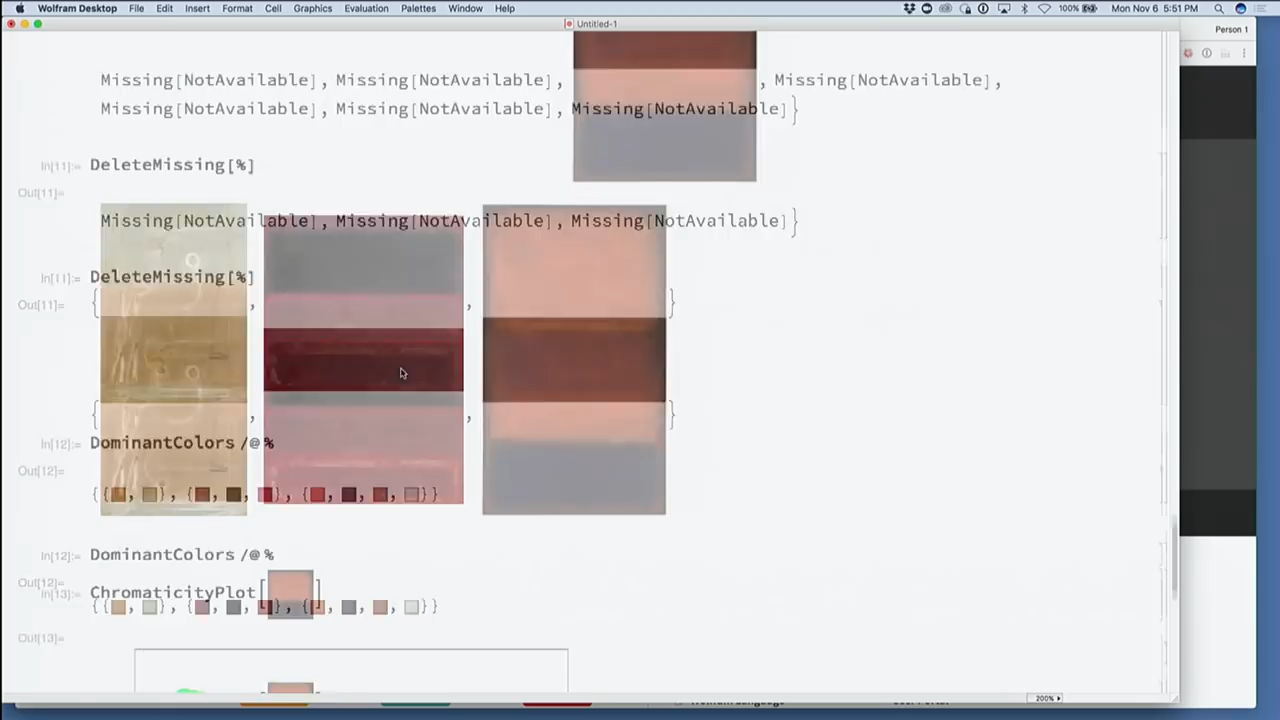 Wolfram Desktop File Edit Insert Format Cell Graphics Evaluation Palettes Window Help 100% Mon Nov 6 5:51 PM
Untitled-1
Person 1
Missing[NotAvailable], Missing[NotAvailable], , Missing[NotAvailable],
Missing[NotAvailable], Missing[NotAvailable], Missing[NotAvailable]}
In[11]:= DeleteMissing[%]
Out[11]=
Missing[NotAvailable], Missing[NotAvailable], Missing[NotAvailable]}
In[11]:= DeleteMissing[%]
Out[11]= { , , }
{ , , }
In[12]:= DominantColors /@ %
Out[12]=
{{ , }, { , , }, { , , , }}
In[12]:= DominantColors /@ %
Out[12]=
In[13]:= ChromaticityPlot[ ]
{{ , }, { , , }, { , , , }}
Out[13]=
200%